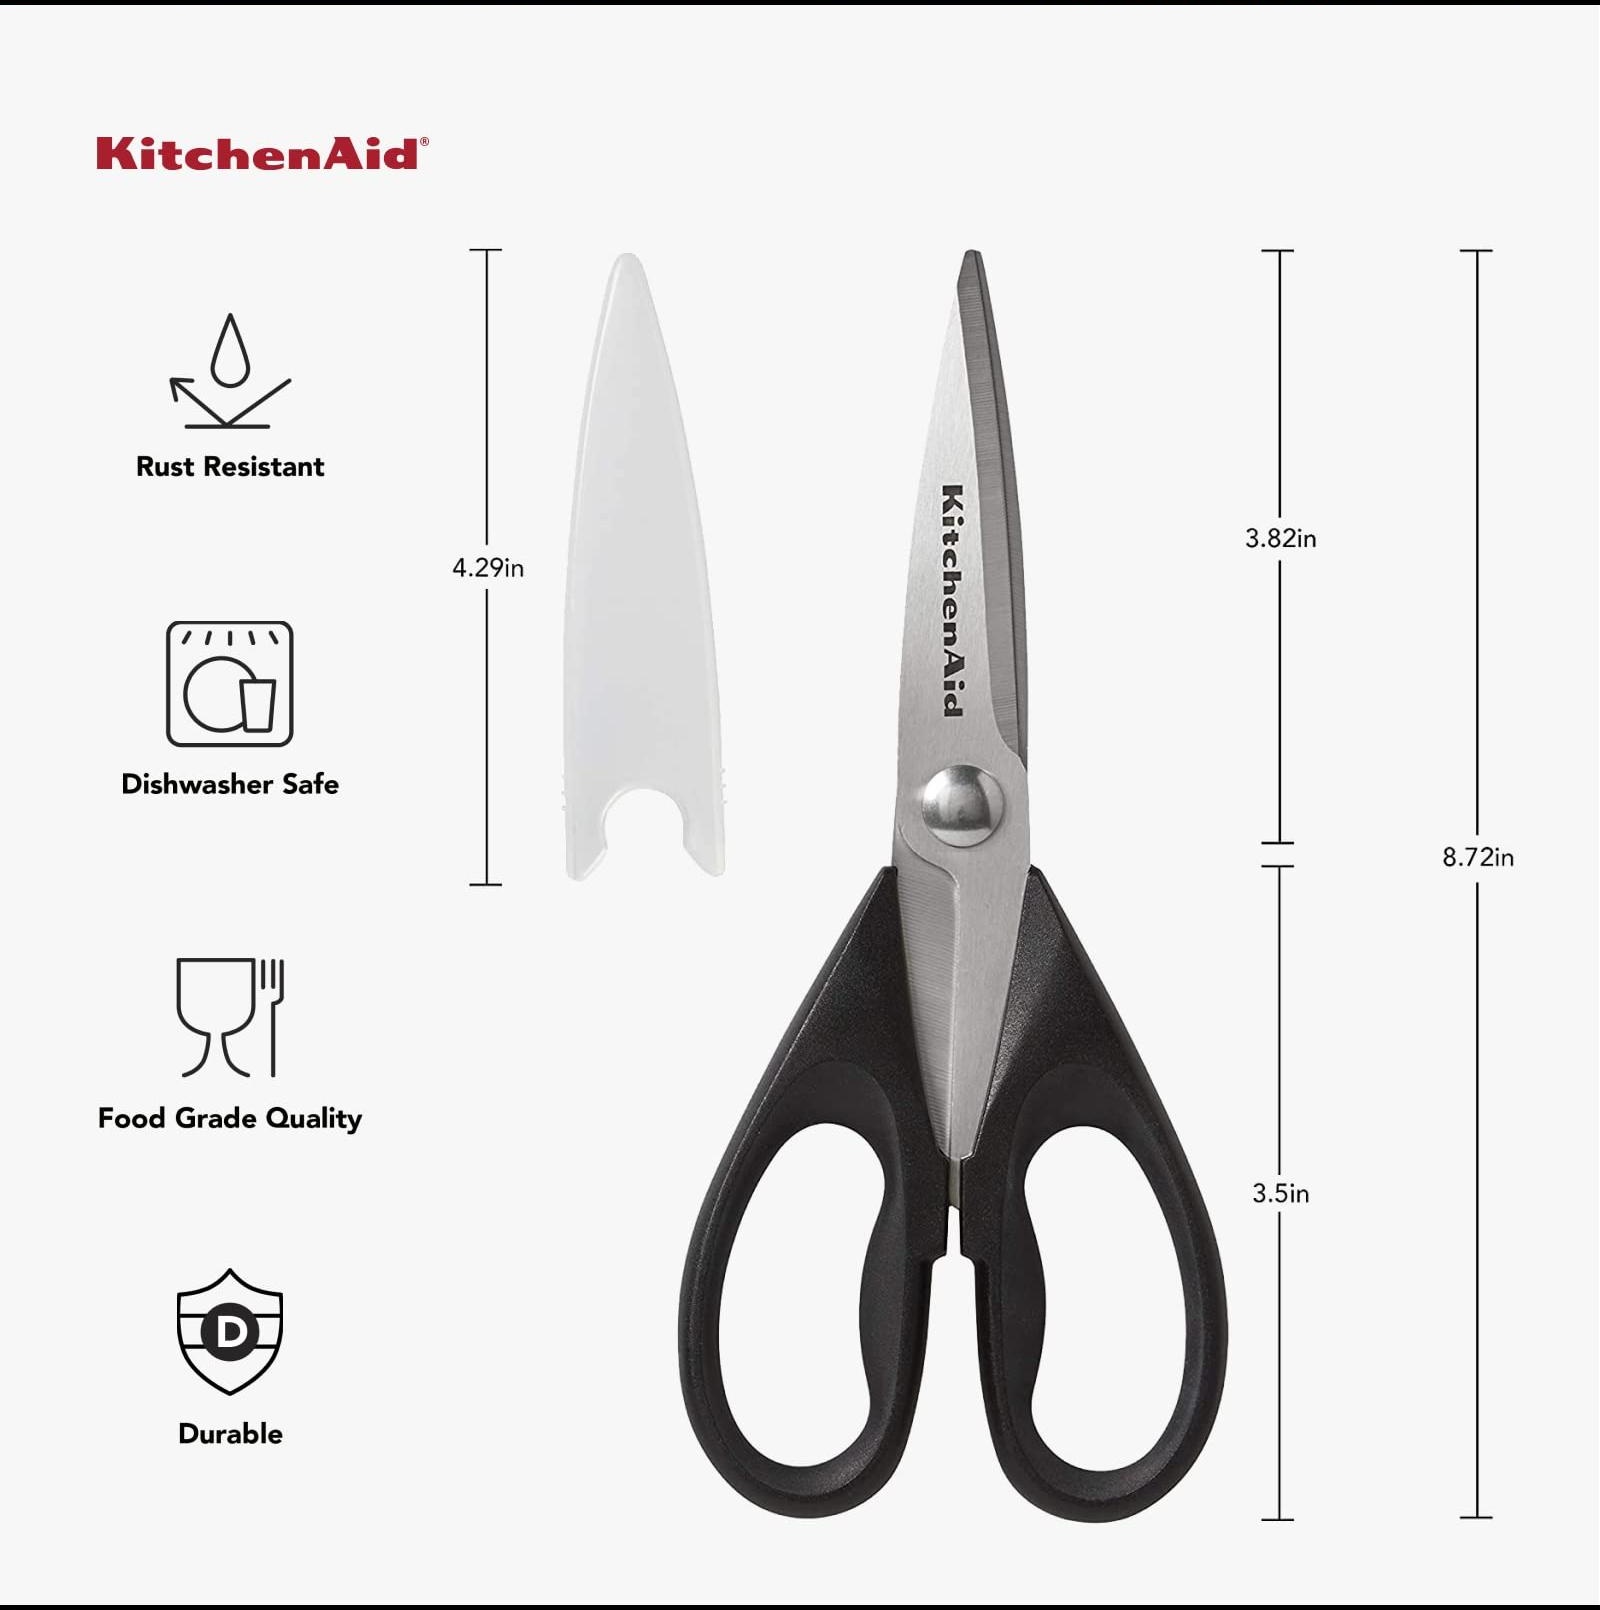 KitchenAid®
Rust Resistant
Dishwasher Safe
Food Grade Quality
D
Durable
4.29in
KitchenAid
3.82in
3.5in
8.72in